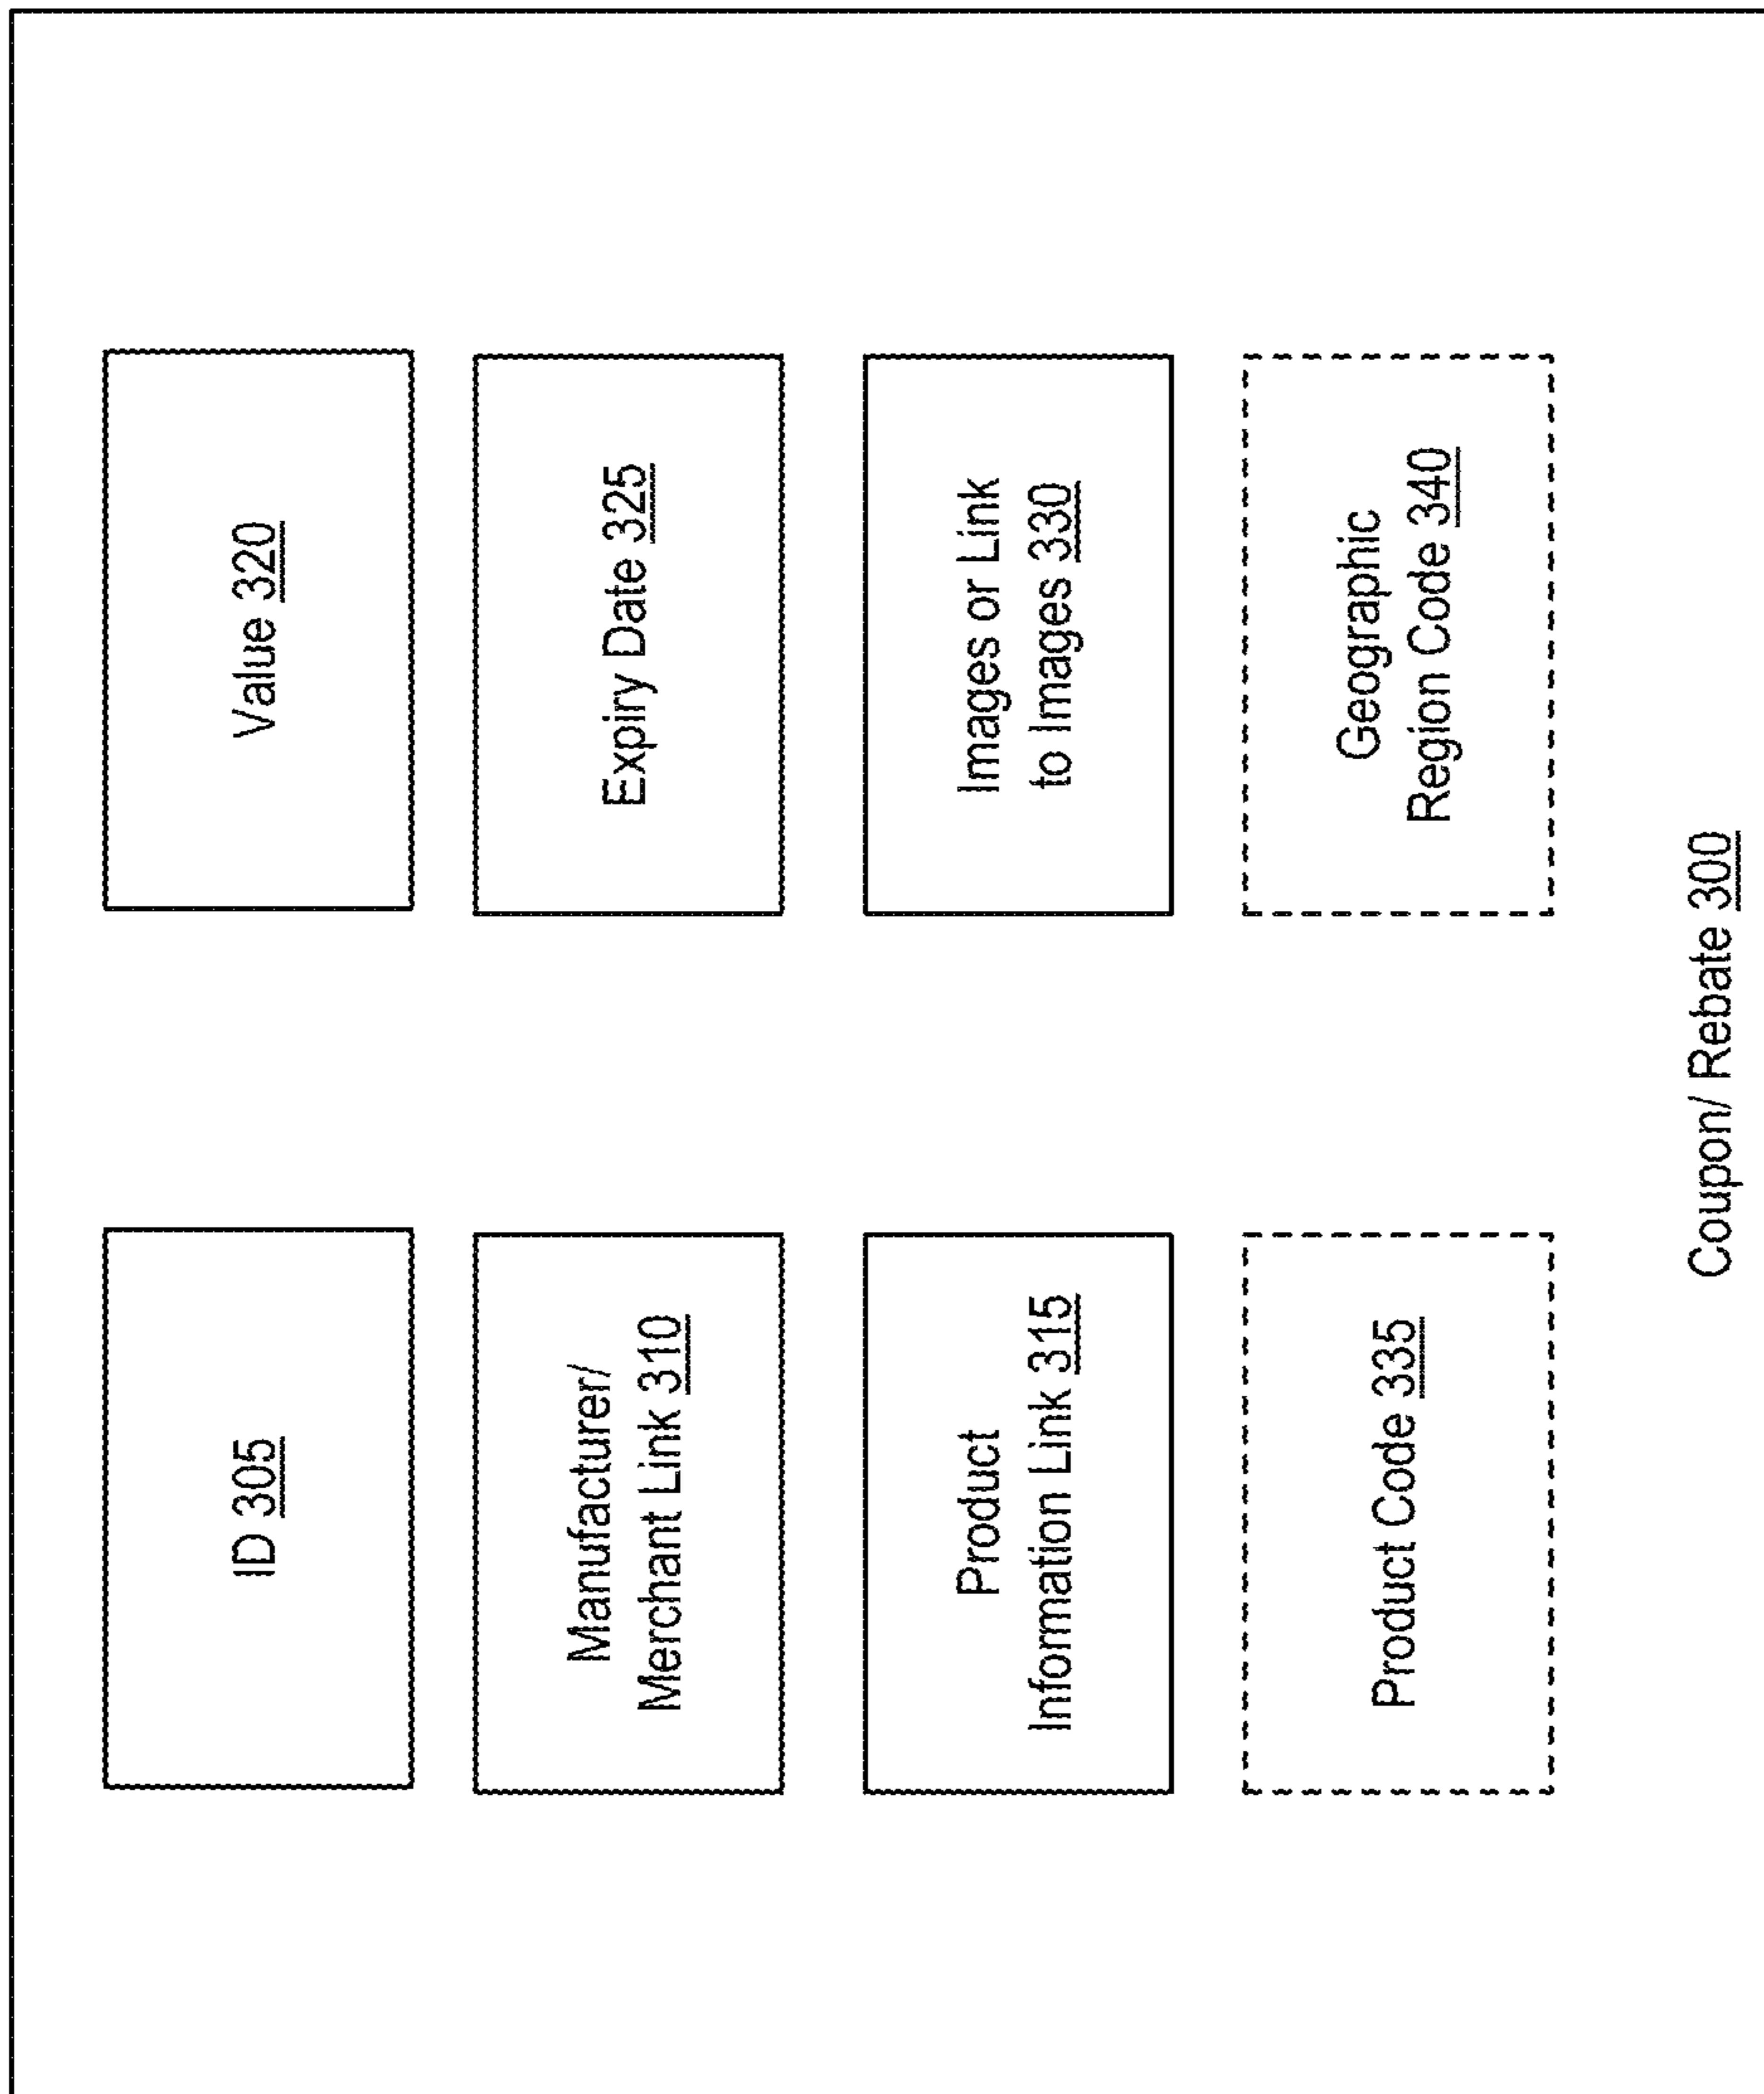 ID 305
Value 320
Manufacturer/
Merchant Link 310
Expiry Date 325
Product
Information Link 315
Images or Link
to Images 330
Product Code 335
Geographic
Region Code 340
Coupon/ Rebate 300